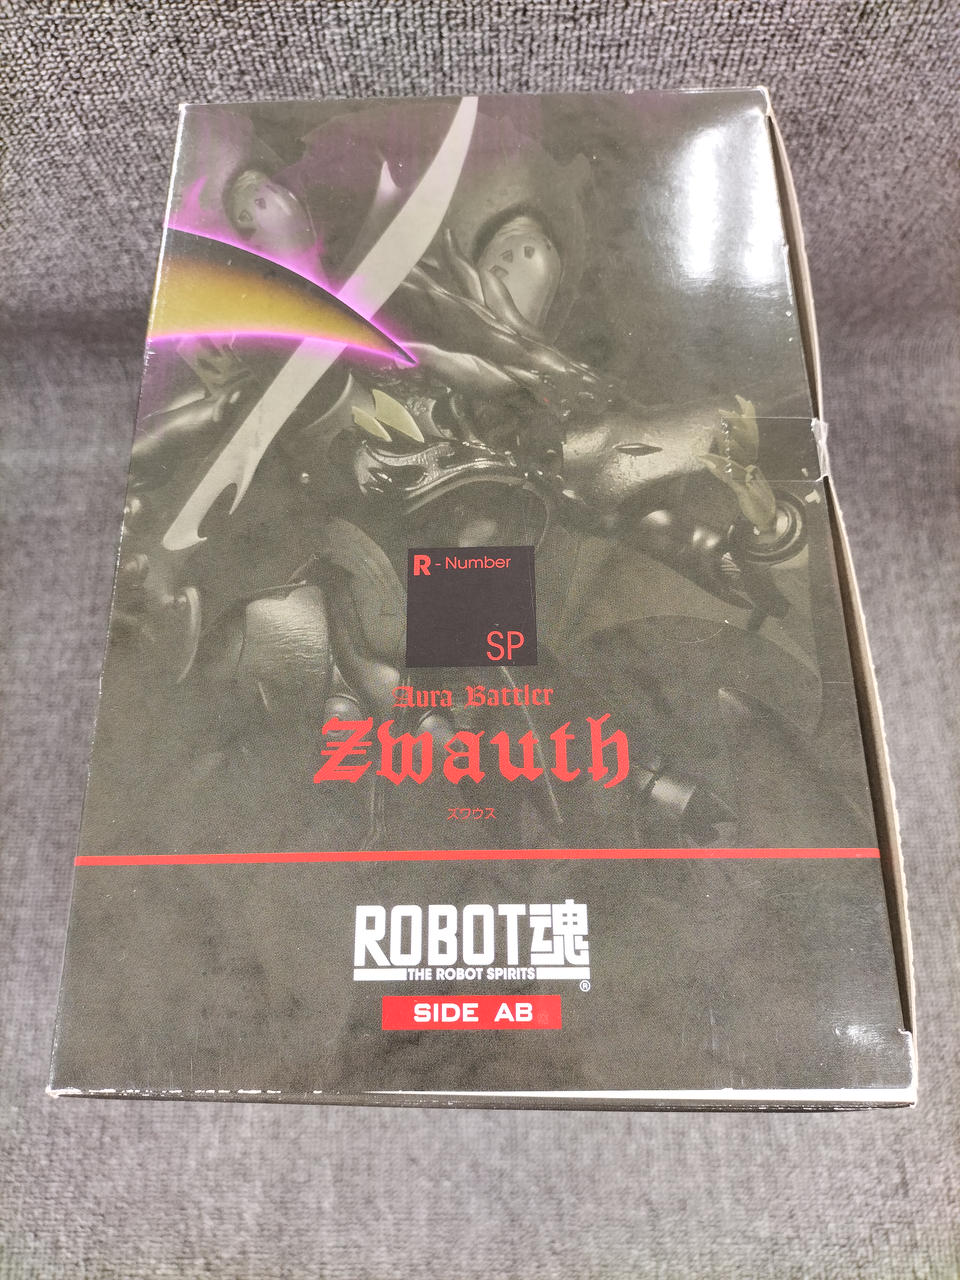 R - Number
SP
Aura Battler
Zwauth
ズワウス
ROBOT魂
THE ROBOT SPIRITS
®
SIDE AB